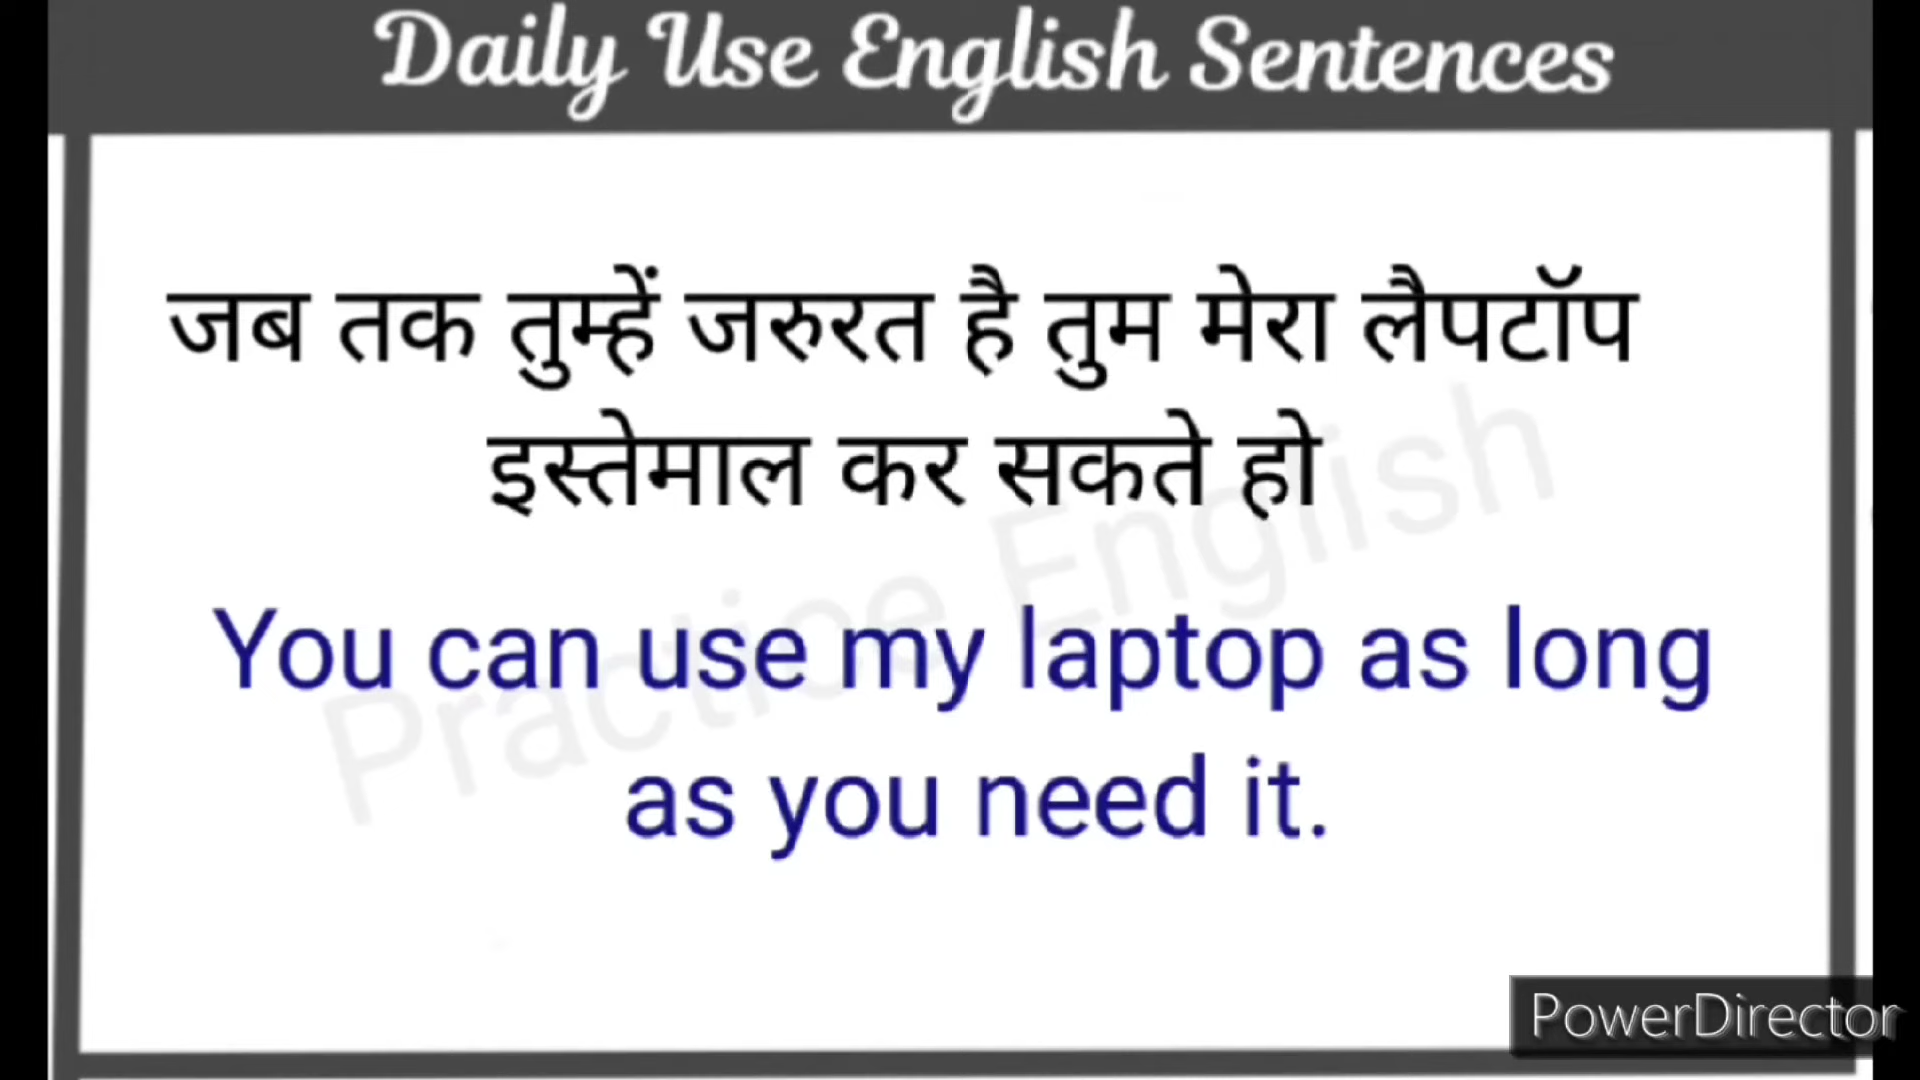 Daily Use English Sentences
जब तक तुम्हें जरुरत है तुम मेरा लैपटॉप
इस्तेमाल कर सकते हो
You can use my laptop as long
as you need it.
Practice English
PowerDirector